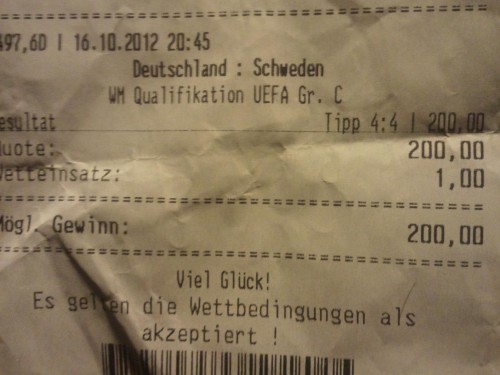 497,60 | 16.10.2012 20:45
Deutschland : Schweden
WM Qualifikation UEFA Gr. C
esultat Tipp 4:4 | 200,00
uote: 200,00
etteinsatz: 1,00
Mögl. Gewinn: 200,00
Viel Glück!
Es gelten die Wettbedingungen als
akzeptiert !